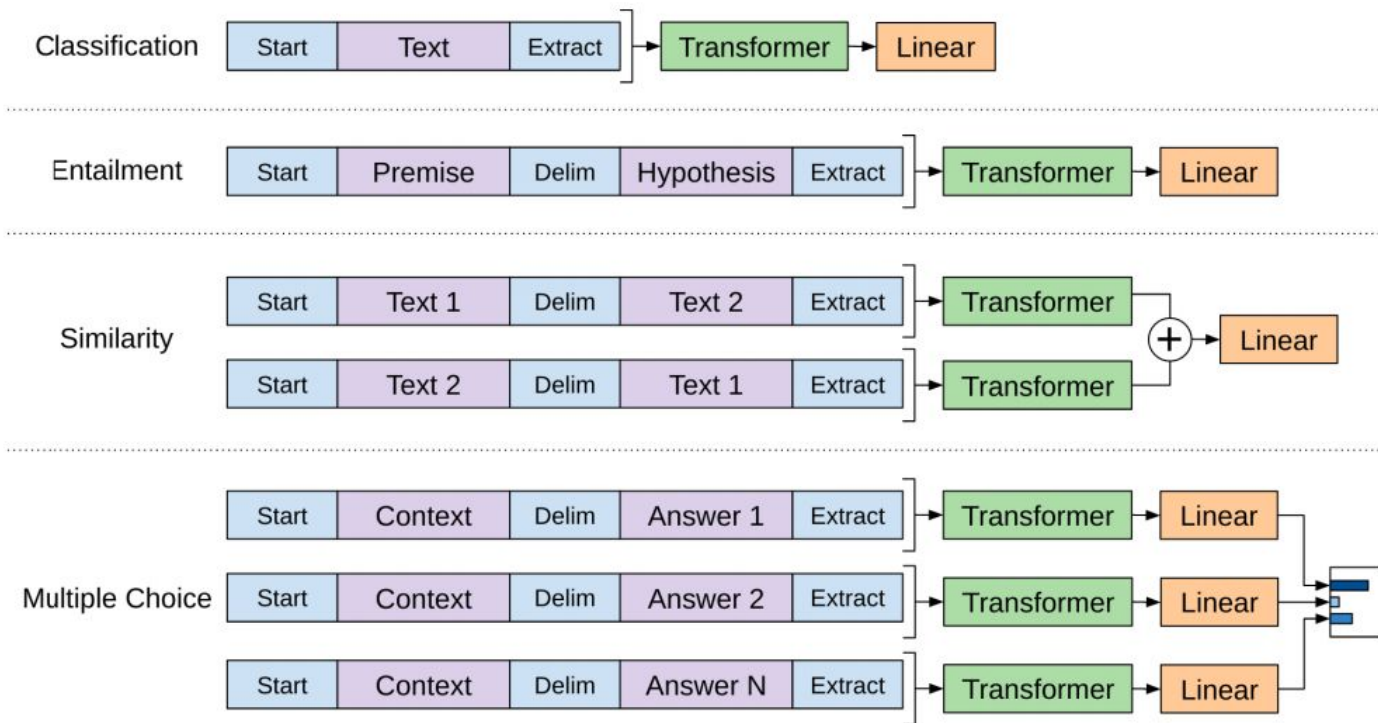 Classification Start Text Extract Transformer Linear
Entailment Start Premise Delim Hypothesis Extract Transformer Linear
Similarity
Start Text 1 Delim Text 2 Extract Transformer
+ Linear
Start Text 2 Delim Text 1 Extract Transformer
Multiple Choice
Start Context Delim Answer 1 Extract Transformer Linear
Start Context Delim Answer 2 Extract Transformer Linear
Start Context Delim Answer N Extract Transformer Linear